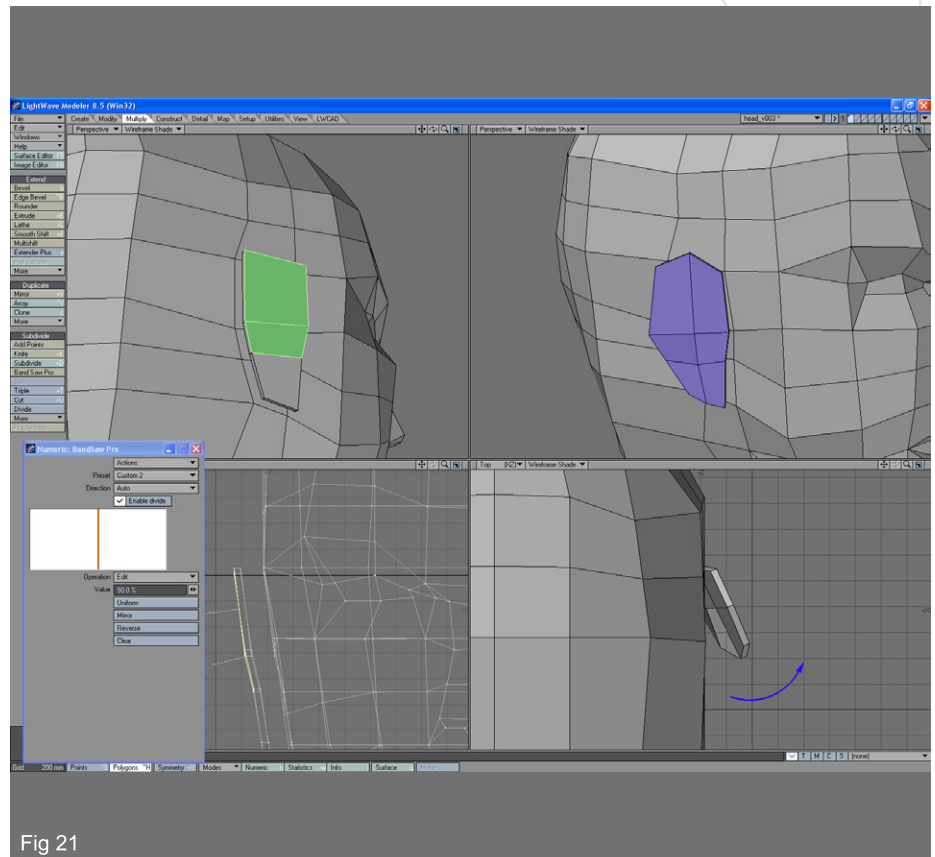 LightWave Modeler 8.5 (Win32)
File Create Modify Multiply Construct Detail Map Setup Utilities View LWCAD head_v003 * 1
Edit Perspective Wireframe Shade Perspective Wireframe Shade
Windows
Help
Surface Editor
Image Editor
Extend
Bevel
Edge Bevel
Rounder
Extrude
Lathe
Smooth Shift
Multishift
Extender Plus
More
Duplicate
Mirror
Array
Clone
More
Subdivide
Add Points
Knife
Subdivide
Band Saw Pro
Triple
Cut
Divide
More
Numeric: BandSaw Pro
Actions
Preset Custom 2
Direction Auto
Enable divide
Operation Edit
Value 50.0 %
Uniform
Mirror
Reverse
Clear
Top (XZ) Wireframe Shade
W T M C S (none)
Grid: 200 mm Points Polygons ^H Symmetry Modes Numeric Statistics Info Surface
Fig 21